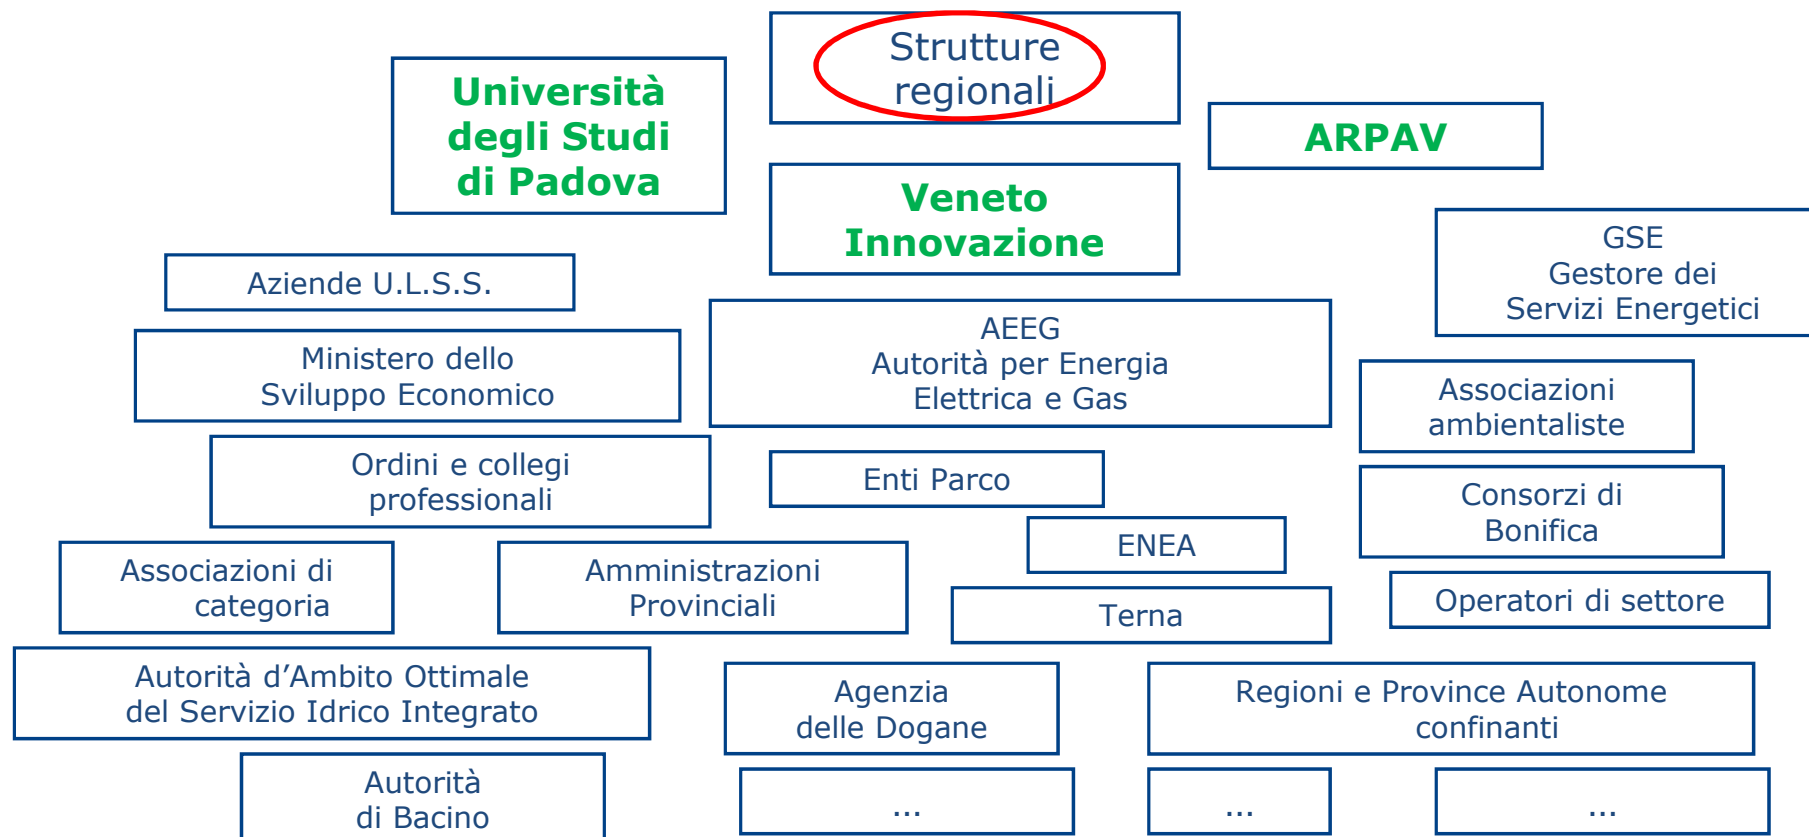 Strutture
regionali
Università
degli Studi
di Padova
ARPAV
Veneto
Innovazione
GSE
Gestore dei
Servizi Energetici
Aziende U.L.S.S.
AEEG
Autorità per Energia
Elettrica e Gas
Ministero dello
Sviluppo Economico
Associazioni
ambientaliste
Ordini e collegi
professionali
Enti Parco
Consorzi di
Bonifica
ENEA
Associazioni di
categoria
Amministrazioni
Provinciali
Terna
Operatori di settore
Autorità d’Ambito Ottimale
del Servizio Idrico Integrato
Agenzia
delle Dogane
Regioni e Province Autonome
confinanti
Autorità
di Bacino
...
...
...